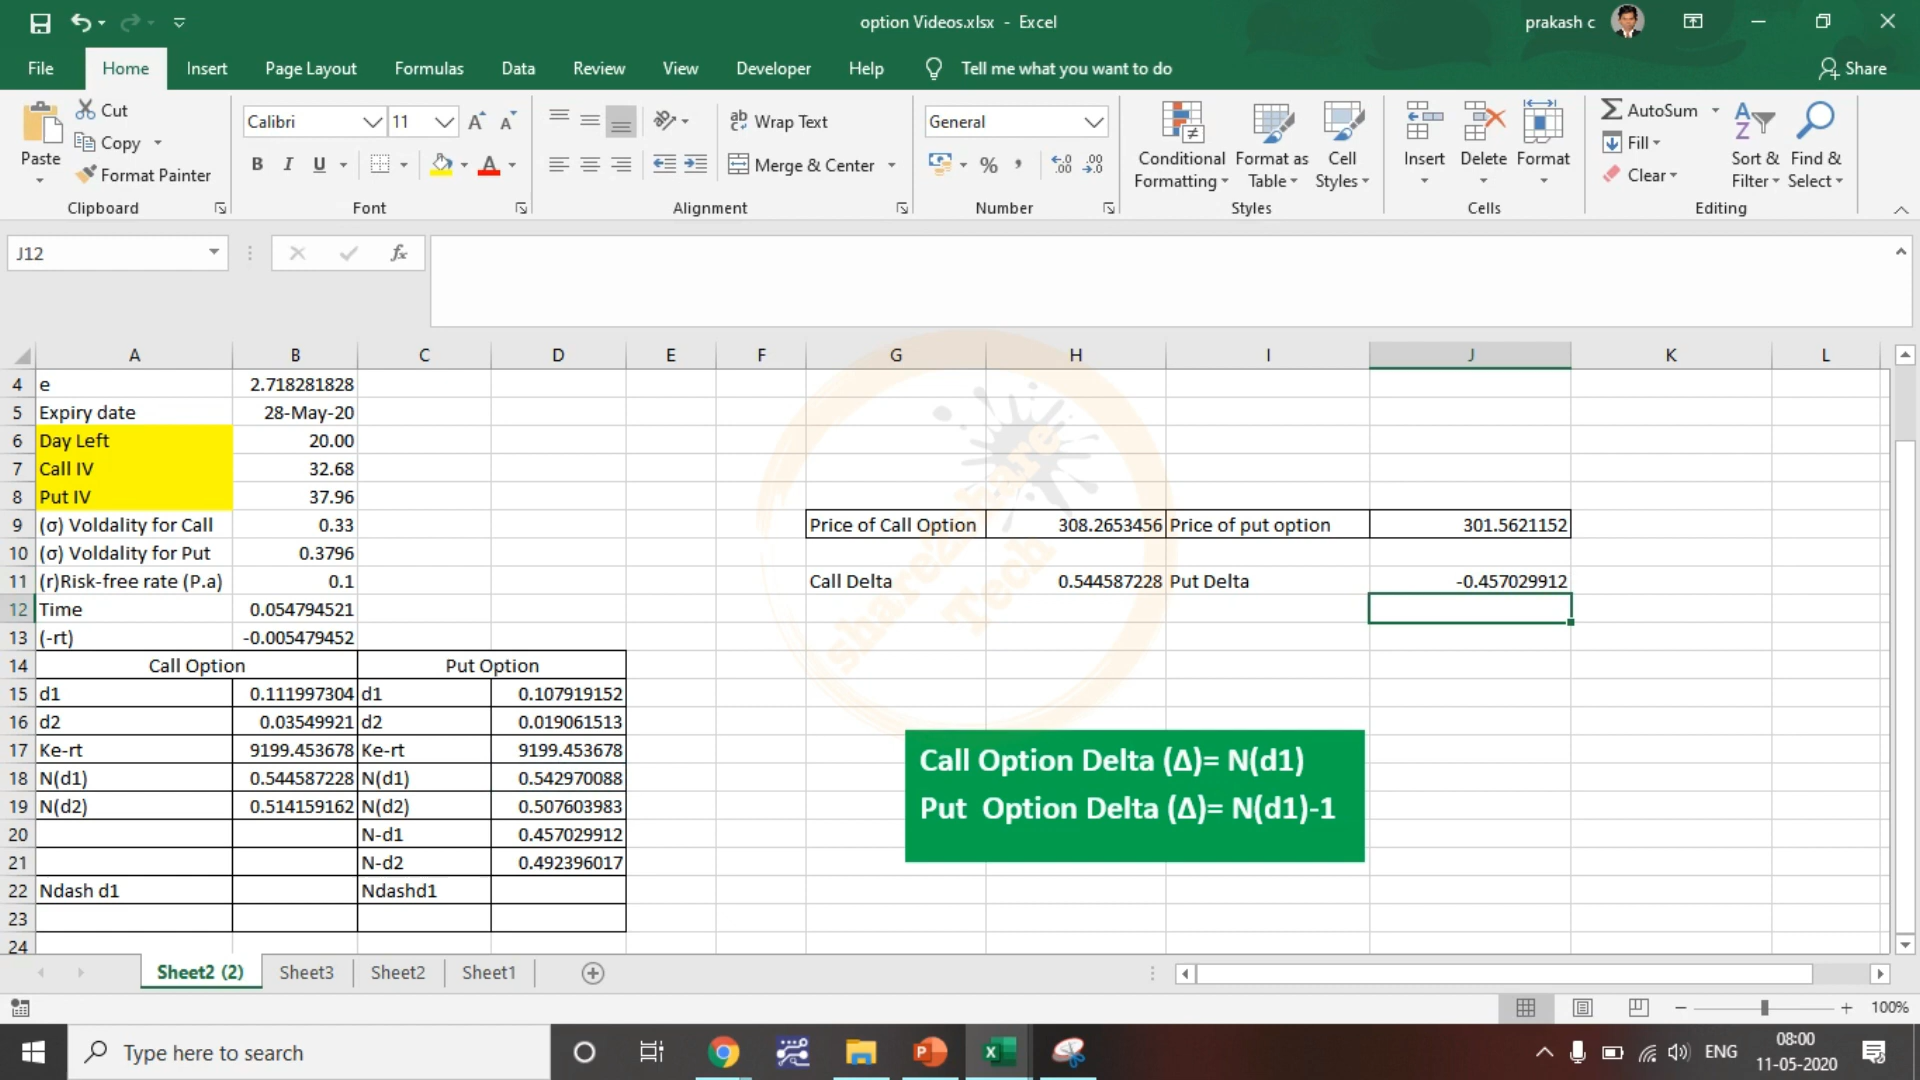 option Videos.xlsx - Excel
prakash c
File Home Insert Page Layout Formulas Data Review View Developer Help Tell me what you want to do Share
Paste
Cut
Copy
Format Painter
Clipboard
Calibri 11
B I U
Font
Wrap Text
Merge & Center
Alignment
General
Number
Conditional Formatting
Format as Table
Cell Styles
Styles
Insert Delete Format
Cells
AutoSum
Fill
Clear
Sort & Filter
Find & Select
Editing
J12
fx
A B C D E F G H I J K L
4 e 2.718281828
5 Expiry date 28-May-20
6 Day Left 20.00
7 Call IV 32.68
8 Put IV 37.96
9 (σ) Voldality for Call 0.33 Price of Call Option 308.2653456 Price of put option 301.5621152
10 (σ) Voldality for Put 0.3796
11 (r)Risk-free rate (P.a) 0.1 Call Delta 0.544587228 Put Delta -0.457029912
12 Time 0.054794521
13 (-rt) -0.005479452
14 Call Option Put Option
15 d1 0.111997304 d1 0.107919152
16 d2 0.03549921 d2 0.019061513
17 Ke-rt 9199.453678 Ke-rt 9199.453678
18 N(d1) 0.544587228 N(d1) 0.542970088
19 N(d2) 0.514159162 N(d2) 0.507603983
20 N-d1 0.457029912
21 N-d2 0.492396017
22 Ndash d1 Ndashd1
23
24
share2share
Tech
Call Option Delta (Δ)= N(d1)
Put Option Delta (Δ)= N(d1)-1
Sheet2 (2) Sheet3 Sheet2 Sheet1
100%
Type here to search
ENG
08:00
11-05-2020